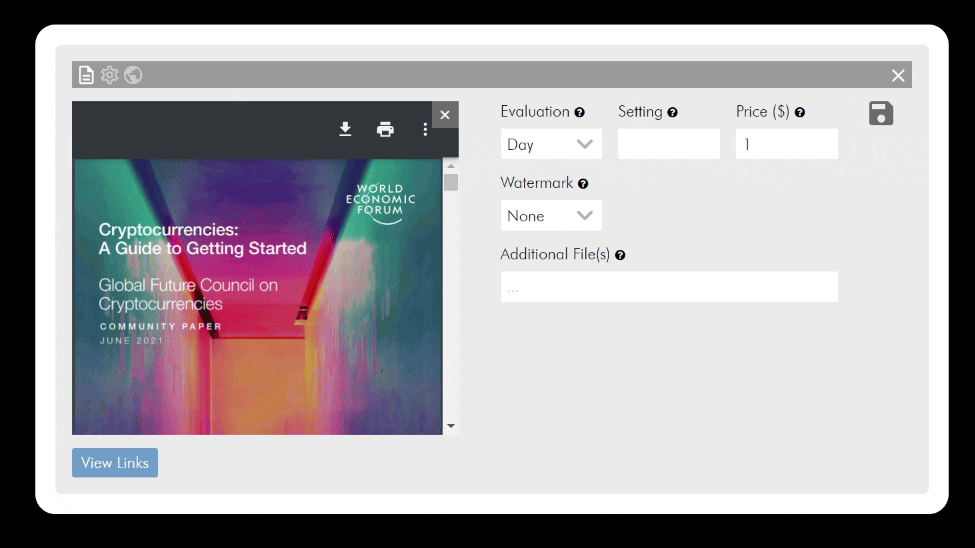 Evaluation
Setting
Price ($)
Day
1
Watermark
None
Additional File(s)
...
WORLD
ECONOMIC
FORUM
Cryptocurrencies:
A Guide to Getting Started
Global Future Council on
Cryptocurrencies
COMMUNITY PAPER
JUNE 2021
View Links